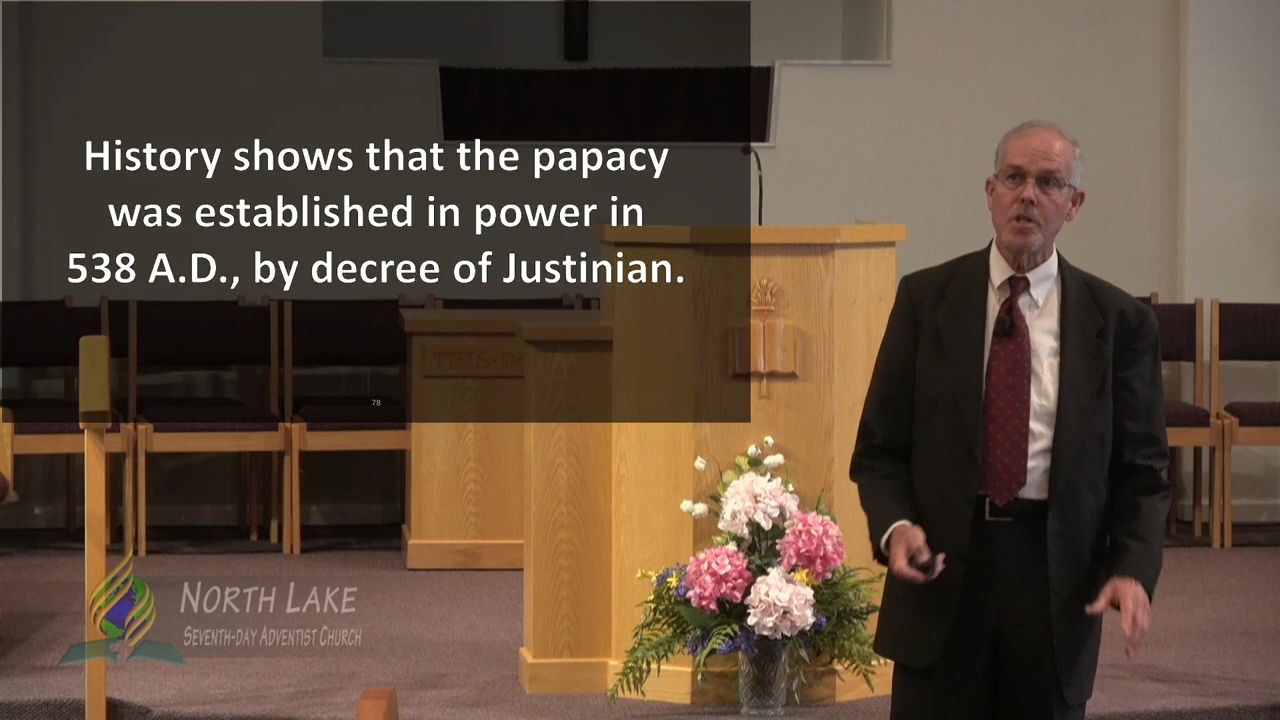 History shows that the papacy
was established in power in
538 A.D., by decree of Justinian.
78
NORTH LAKE
SEVENTH-DAY ADVENTIST CHURCH